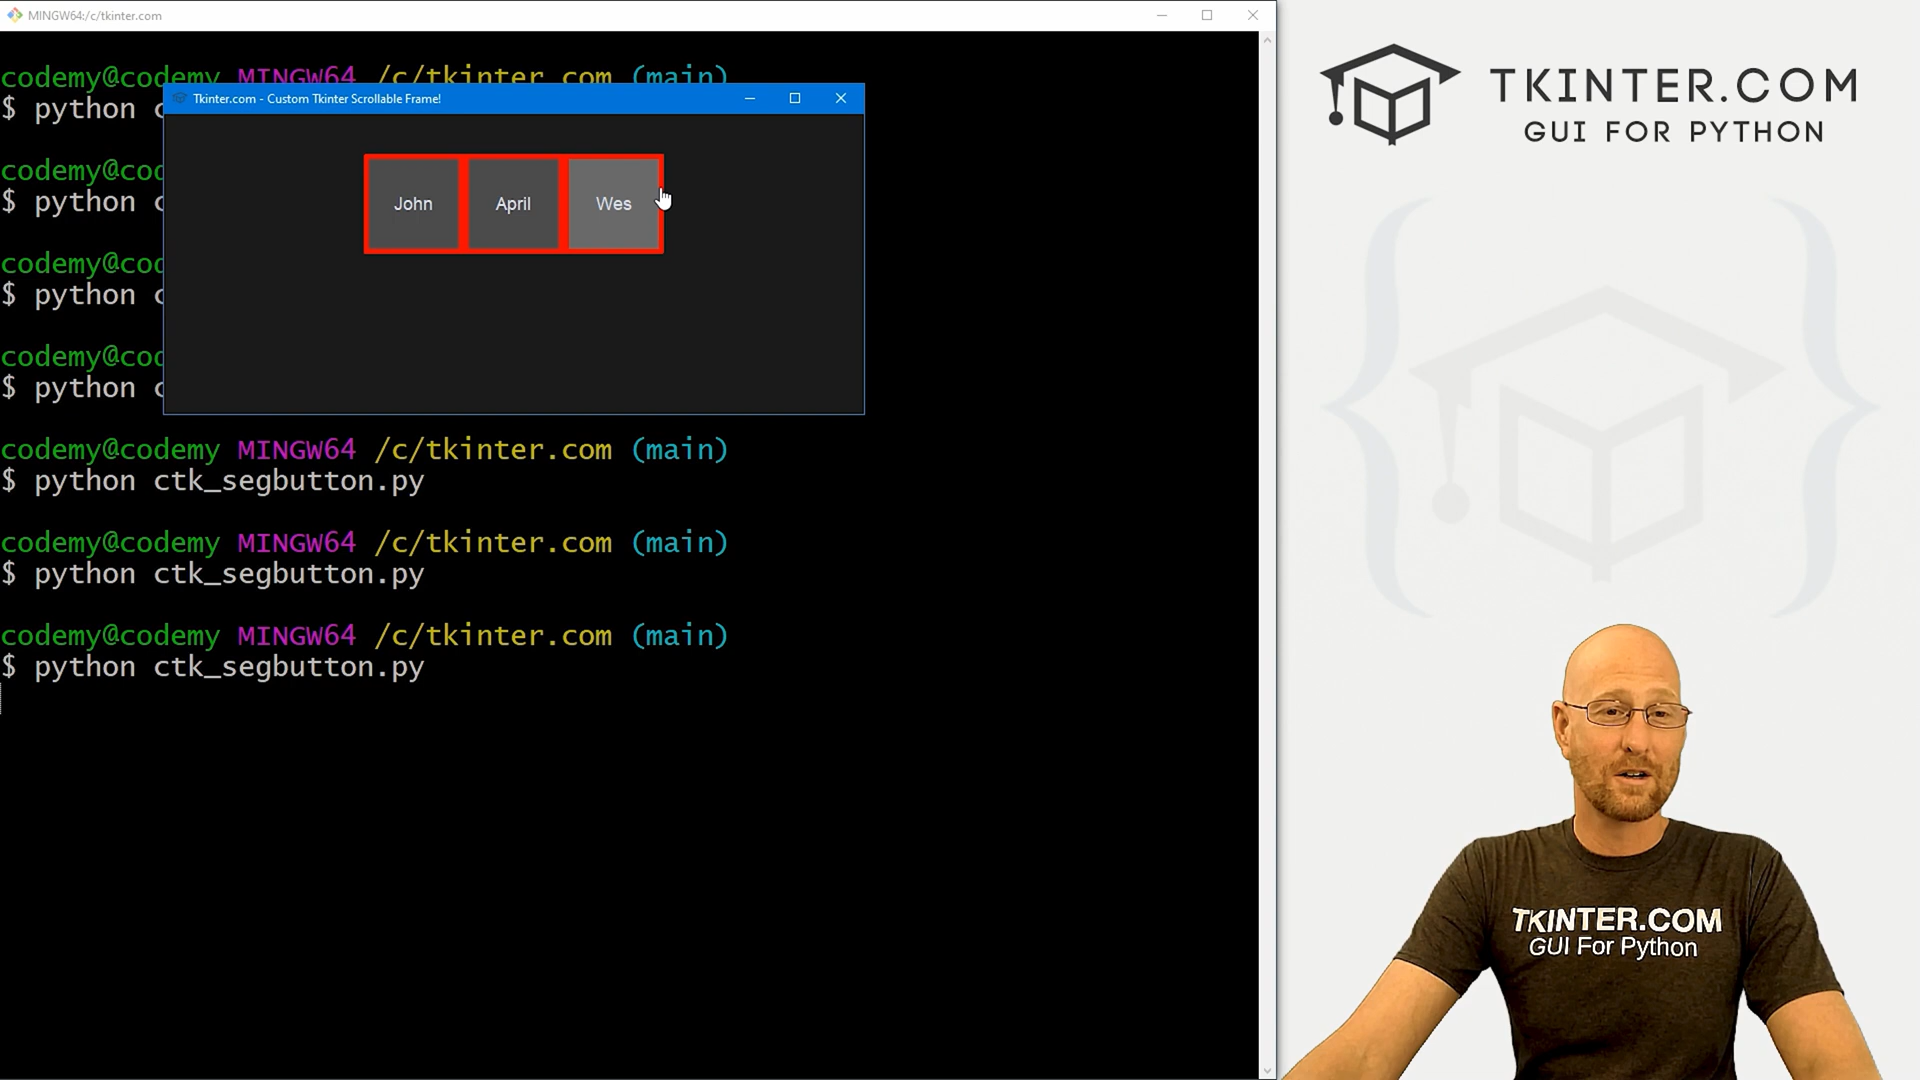 MINGW64:/c/tkinter.com
codemy@codemy MINGW64 /c/tkinter.com (main)
$ python c
Tkinter.com - Custom Tkinter Scrollable Frame!
John April Wes
codemy@cod
$ python c
codemy@cod
$ python c
codemy@cod
$ python c
codemy@codemy MINGW64 /c/tkinter.com (main)
$ python ctk_segbutton.py
codemy@codemy MINGW64 /c/tkinter.com (main)
$ python ctk_segbutton.py
codemy@codemy MINGW64 /c/tkinter.com (main)
$ python ctk_segbutton.py
TKINTER.COM
GUI FOR PYTHON
TKINTER.COM
GUI For Python